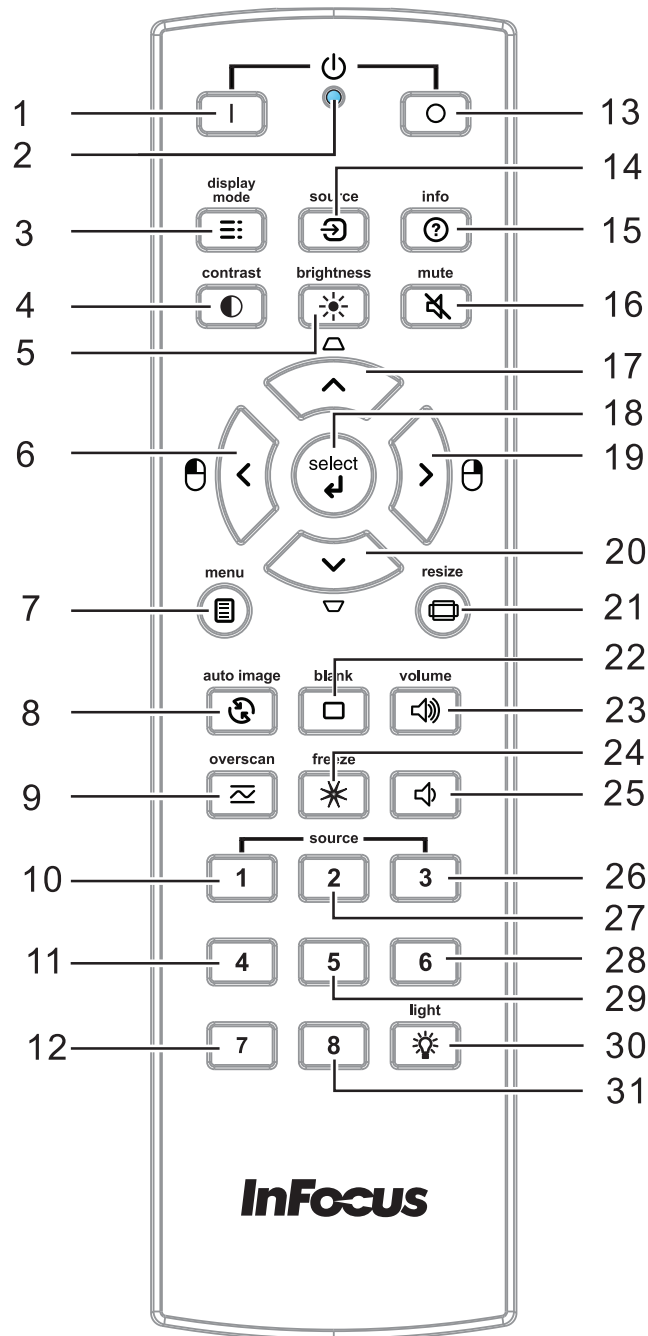 1
13
2
14
display
mode
source
info
3
15
contrast
brightness
mute
4
16
5
17
18
6
select
19
20
menu
resize
7
21
22
auto image
blank
volume
8
23
24
overscan
freeze
9
25
source
10
1
2
3
26
27
11
4
5
6
28
29
light
12
7
8
30
31
InFocus